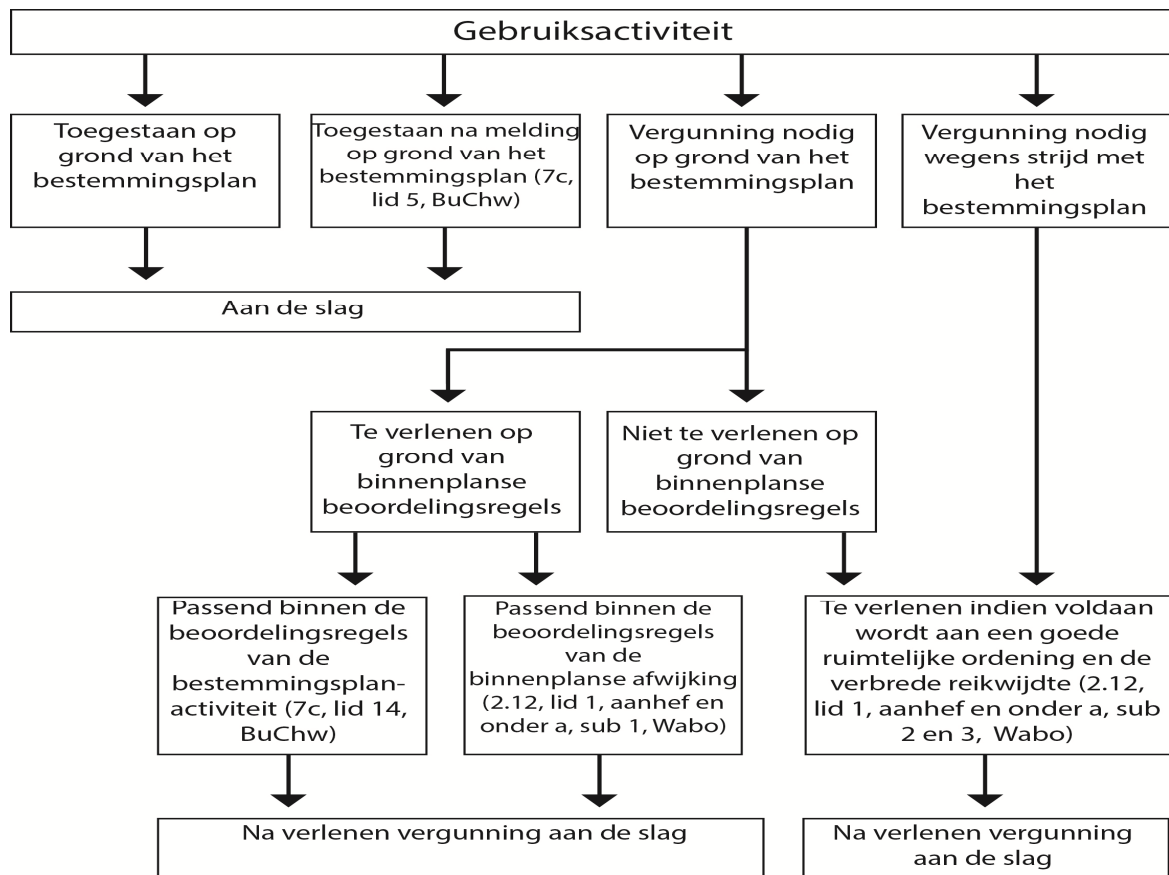 Gebruiksactiviteit
Toegestaan op
grond van het
bestemmingsplan
Toegestaan na melding
op grond van het
bestemmingsplan (7c,
lid 5, BuChw)
Vergunning nodig
op grond van het
bestemmingsplan
Vergunning nodig
wegens strijd met
het
bestemmingsplan
Aan de slag
Te verlenen op
grond van
binnenplanse
beoordelingsregels
Niet te verlenen op
grond van
binnenplanse
beoordelingsregels
Passend binnen de
beoordelingsregels
van de
bestemmingsplan-
activiteit (7c, lid 14,
BuChw)
Passend binnen de
beoordelingsregels
van de
binnenplanse afwijking
(2.12, lid 1, aanhef en
onder a, sub 1, Wabo)
Te verlenen indien voldaan
wordt aan een goede
ruimtelijke ordening en de
verbrede reikwijdte (2.12,
lid 1, aanhef en onder a, sub
2 en 3, Wabo)
Na verlenen vergunning aan de slag
Na verlenen vergunning
aan de slag